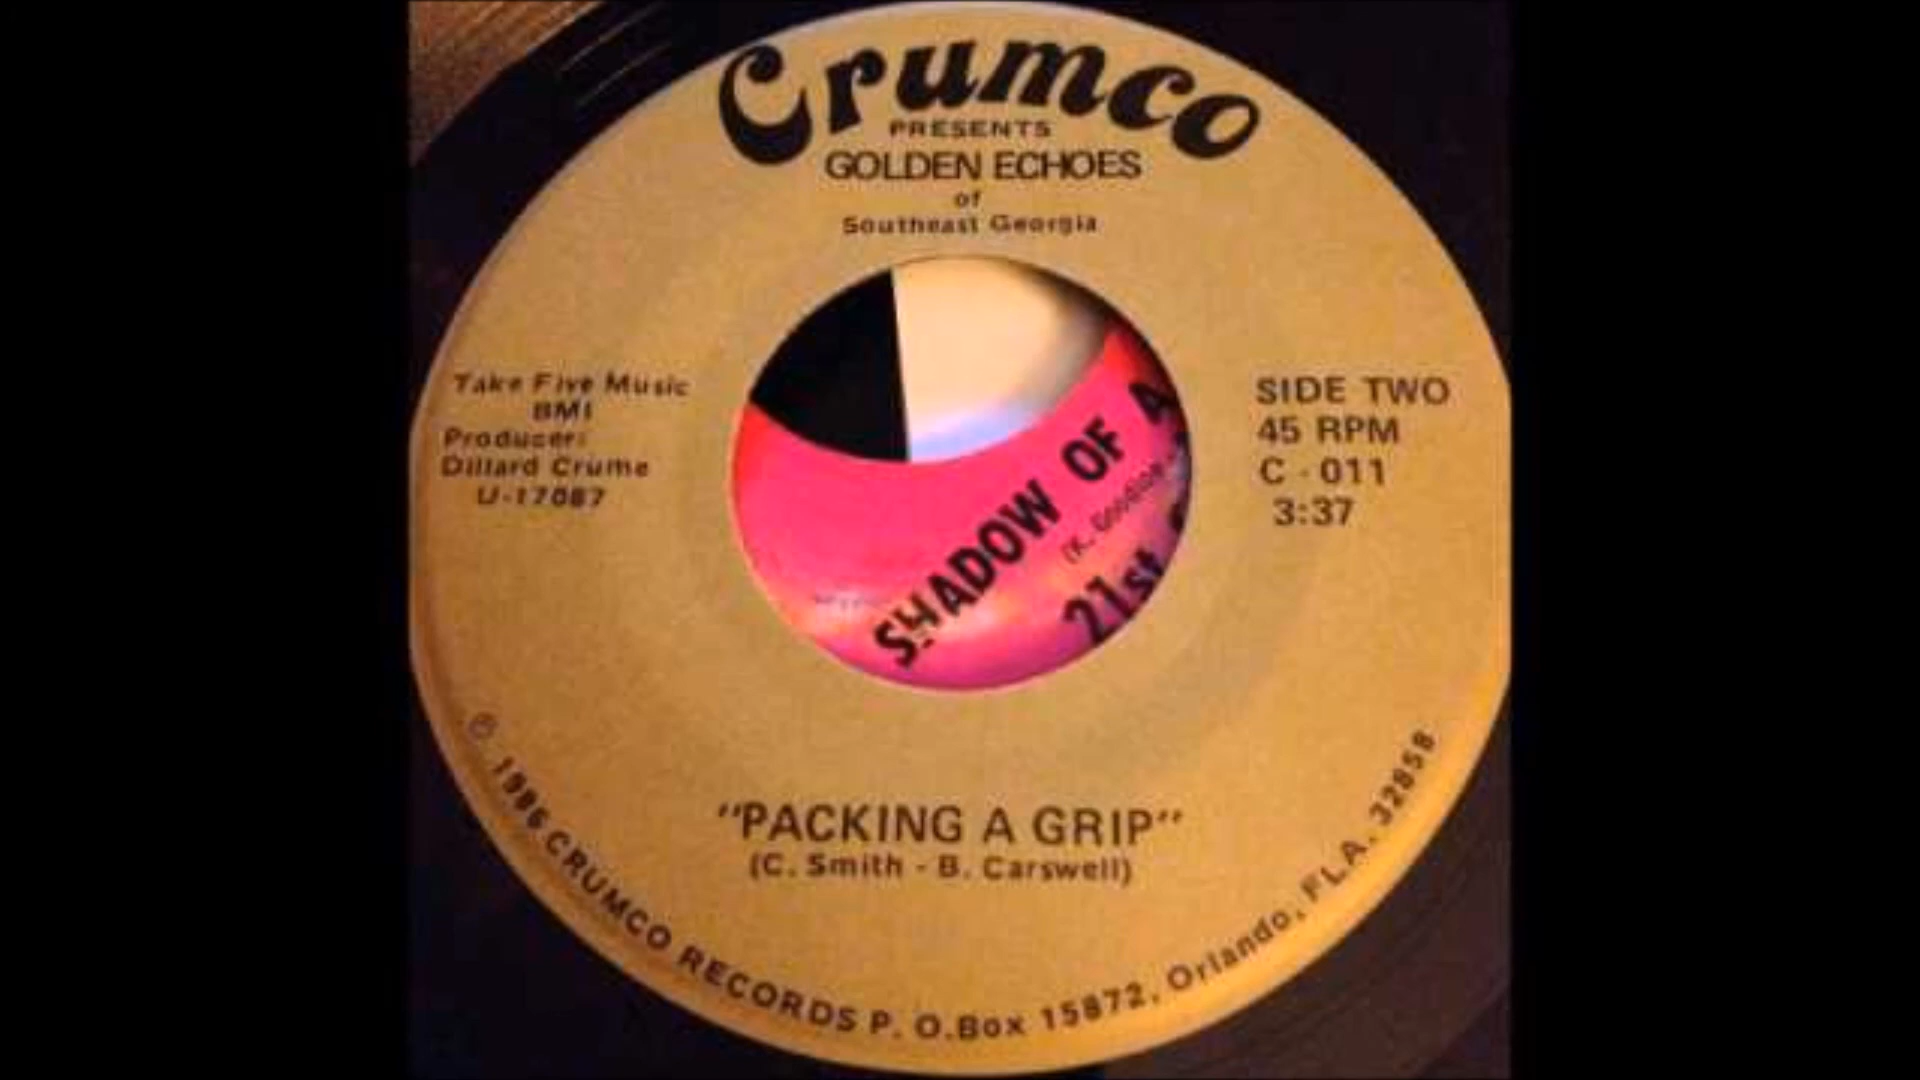 Crumco
PRESENTS
GOLDEN ECHOES
of
Southeast Georgia
Take Five Music
BMI
Producer:
Dillard Crume
U-17087
SIDE TWO
45 RPM
C - 011
3:37
SHADOW OF A
(K.
21st
"PACKING A GRIP"
(C. Smith - B. Carswell)
℗ 1986 CRUMCO RECORDS P. O.Box 15872, Orlando, FLA. 32858